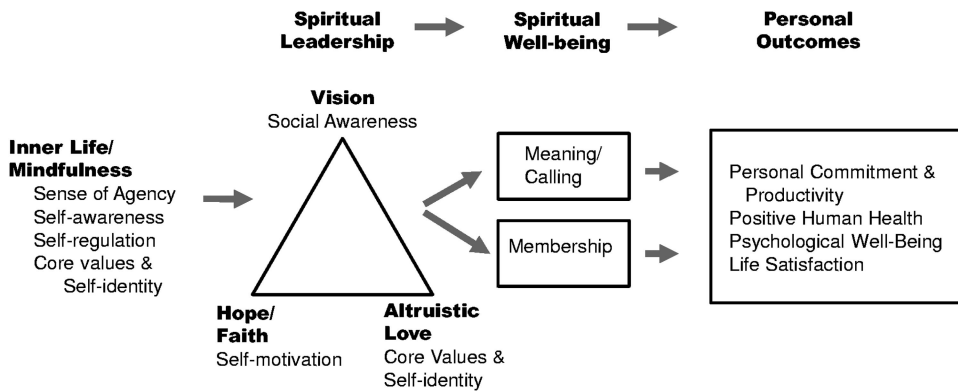 Spiritual
Leadership
Spiritual
Well-being
Personal
Outcomes
Vision
Social Awareness
Inner Life/
Mindfulness
Sense of Agency
Self-awareness
Self-regulation
Core values &
Self-identity
Hope/
Faith
Self-motivation
Altruistic
Love
Core Values &
Self-identity
Meaning/
Calling
Membership
Personal Commitment &
Productivity
Positive Human Health
Psychological Well-Being
Life Satisfaction